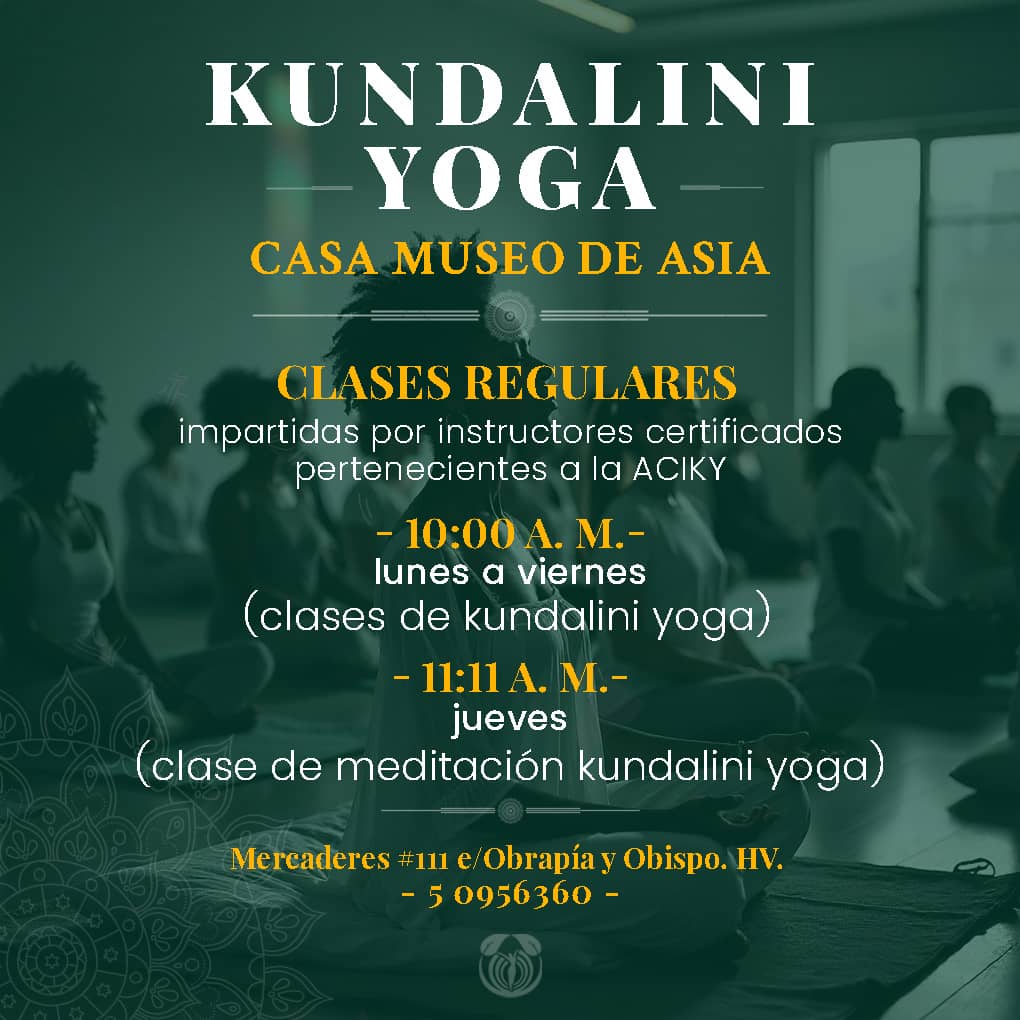 KUNDALINI
YOGA
CASA MUSEO DE ASIA
CLASES REGULARES
impartidas por instructores certificados
pertenecientes a la ACIKY
- 10:00 A. M.-
lunes a viernes
(clases de kundalini yoga)
- 11:11 A. M.-
jueves
(clase de meditación kundalini yoga)
Mercaderes #111 e/Obrapía y Obispo. HV.
- 5 0956360 -